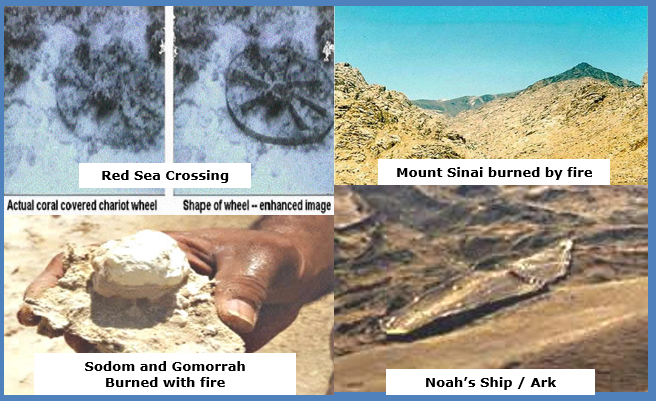 Red Sea Crossing
Actual coral covered chariot wheel
Shape of wheel -- enhanced image
Mount Sinai burned by fire
Sodom and Gomorrah
Burned with fire
Noah's Ship / Ark